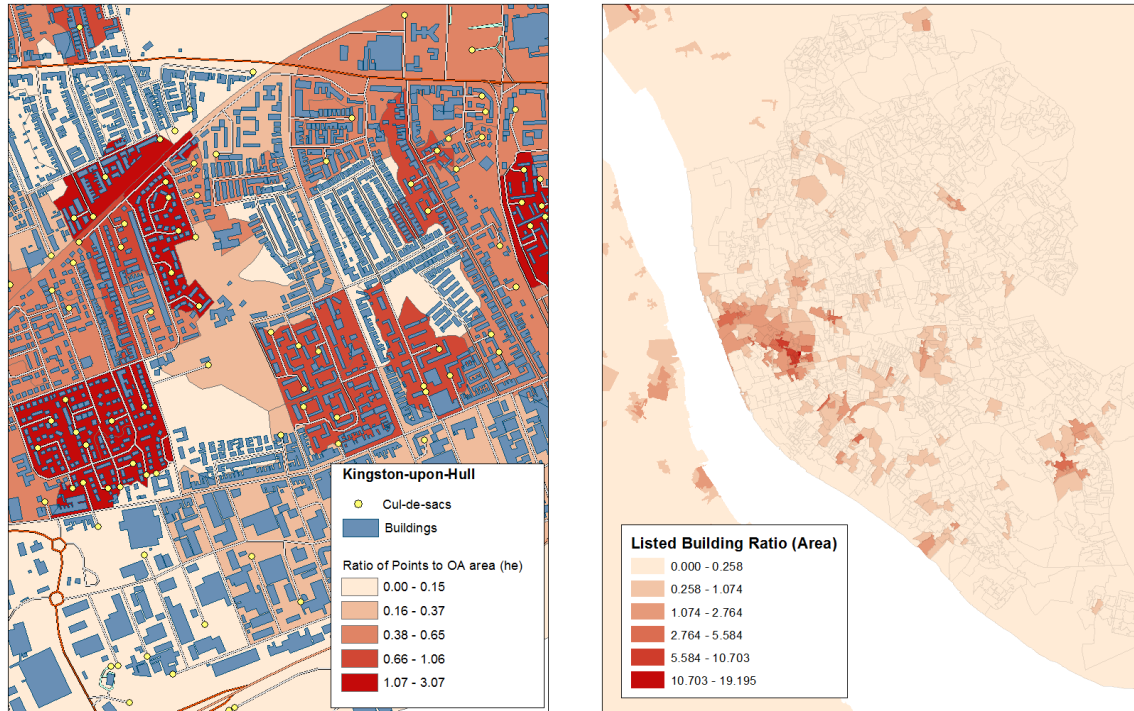 Kingston-upon-Hull
Cul-de-sacs
Buildings
Ratio of Points to OA area (he)
0.00 - 0.15
0.16 - 0.37
0.38 - 0.65
0.66 - 1.06
1.07 - 3.07
Listed Building Ratio (Area)
0.000 - 0.258
0.258 - 1.074
1.074 - 2.764
2.764 - 5.584
5.584 - 10.703
10.703 - 19.195